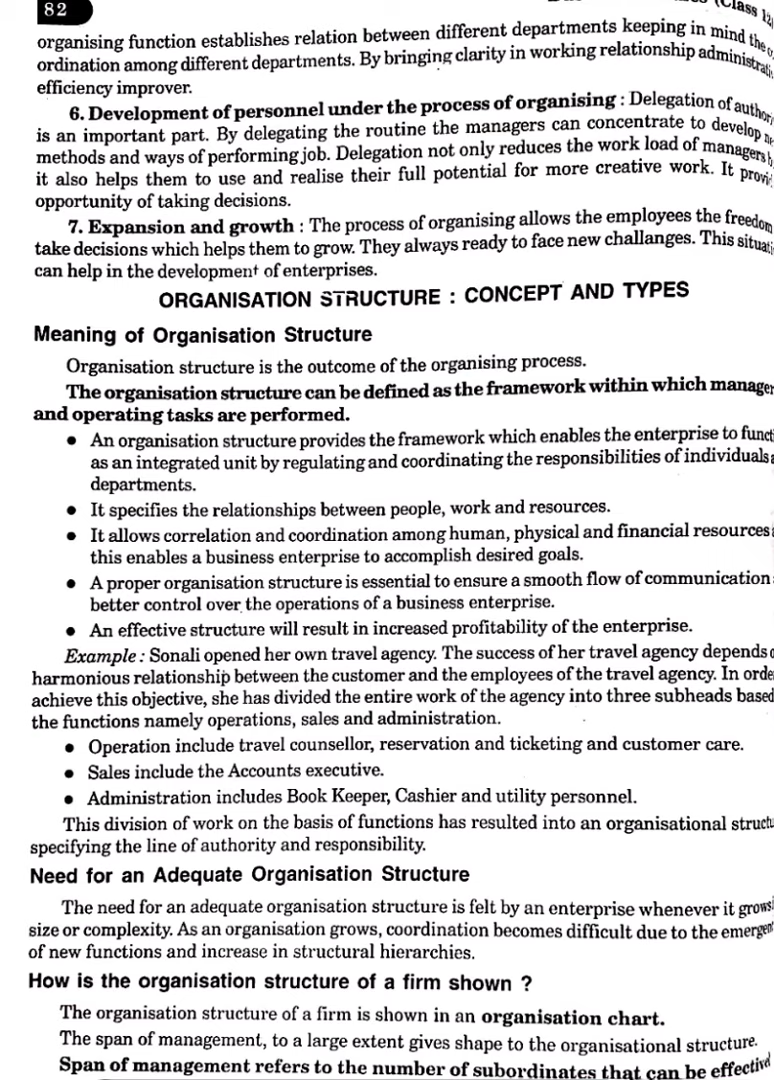 82
(Class 12
organising function establishes relation between different departments keeping in mind the
ordination among different departments. By bringing clarity in working relationship administrati
efficiency improver.
6. Development of personnel under the process of organising : Delegation of authori
is an important part. By delegating the routine the managers can concentrate to develop ne
methods and ways of performing job. Delegation not only reduces the work load of managers b
it also helps them to use and realise their full potential for more creative work. It provi
opportunity of taking decisions.
7. Expansion and growth : The process of organising allows the employees the freedom
take decisions which helps them to grow. They always ready to face new challanges. This situati
can help in the development of enterprises.
ORGANISATION STRUCTURE : CONCEPT AND TYPES
Meaning of Organisation Structure
Organisation structure is the outcome of the organising process.
The organisation structure can be defined as the framework within which manager
and operating tasks are performed.
• An organisation structure provides the framework which enables the enterprise to functi
as an integrated unit by regulating and coordinating the responsibilities of individuals a
departments.
• It specifies the relationships between people, work and resources.
• It allows correlation and coordination among human, physical and financial resources
this enables a business enterprise to accomplish desired goals.
• A proper organisation structure is essential to ensure a smooth flow of communication
better control over the operations of a business enterprise.
• An effective structure will result in increased profitability of the enterprise.
Example : Sonali opened her own travel agency. The success of her travel agency depends o
harmonious relationship between the customer and the employees of the travel agency. In orde
achieve this objective, she has divided the entire work of the agency into three subheads based
the functions namely operations, sales and administration.
• Operation include travel counsellor, reservation and ticketing and customer care.
• Sales include the Accounts executive.
• Administration includes Book Keeper, Cashier and utility personnel.
This division of work on the basis of functions has resulted into an organisational structu
specifying the line of authority and responsibility.
Need for an Adequate Organisation Structure
The need for an adequate organisation structure is felt by an enterprise whenever it grows i
size or complexity. As an organisation grows, coordination becomes difficult due to the emergen
of new functions and increase in structural hierarchies.
How is the organisation structure of a firm shown ?
The organisation structure of a firm is shown in an organisation chart.
The span of management, to a large extent gives shape to the organisational structure.
Span of management refers to the number of subordinates that can be effectivel